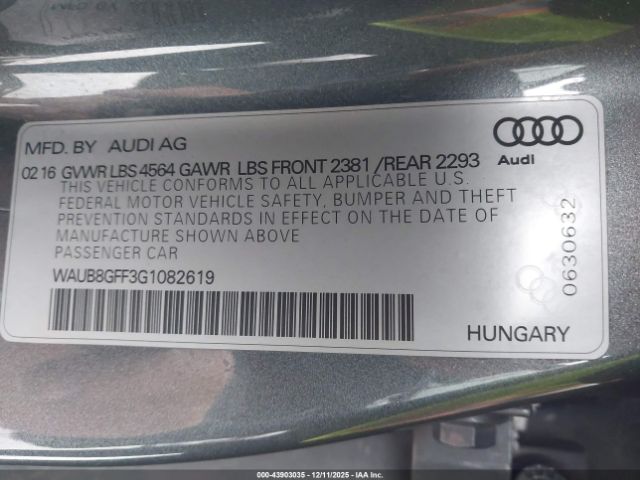 MFD. BY AUDI AG
02 16 GVWR LBS 4564 GAWR LBS FRONT 2381 /REAR 2293
THIS VEHICLE CONFORMS TO ALL APPLICABLE U.S.
FEDERAL MOTOR VEHICLE SAFETY, BUMPER AND THEFT
PREVENTION STANDARDS IN EFFECT ON THE DATE OF
MANUFACTURE SHOWN ABOVE
PASSENGER CAR
WAUB8GFF3G1082619
Audi
0630632
HUNGARY
000-43903035 - 12/11/2025 - IAA Inc.